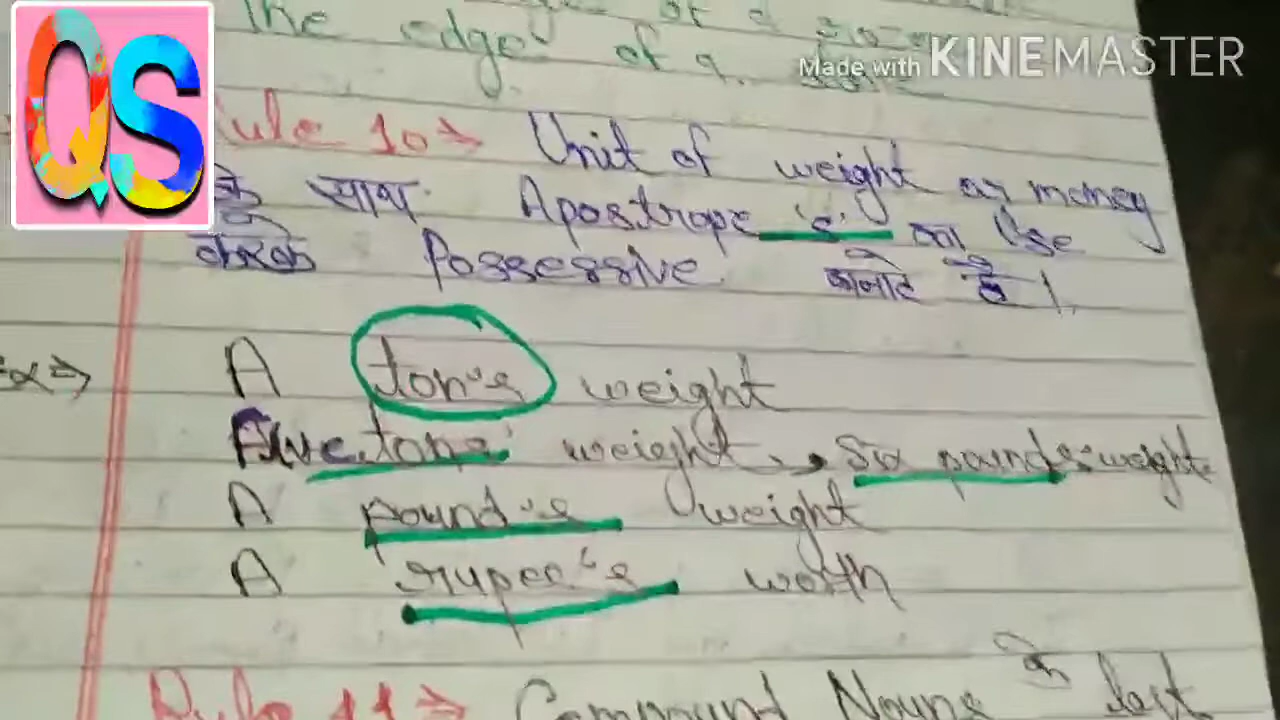 QS
The edge of a
Made with KINEMASTER
Rule 10⇒ Unit of weight or money
के साथ Apostrope 's' का Use
करके Possessive बनाते है।
Ex⇒ A ton's weight
Five tons' weight, Six pounds' weight
A pound's weight
A rupee's worth
Rule 11⇒ Compound Nouns के last